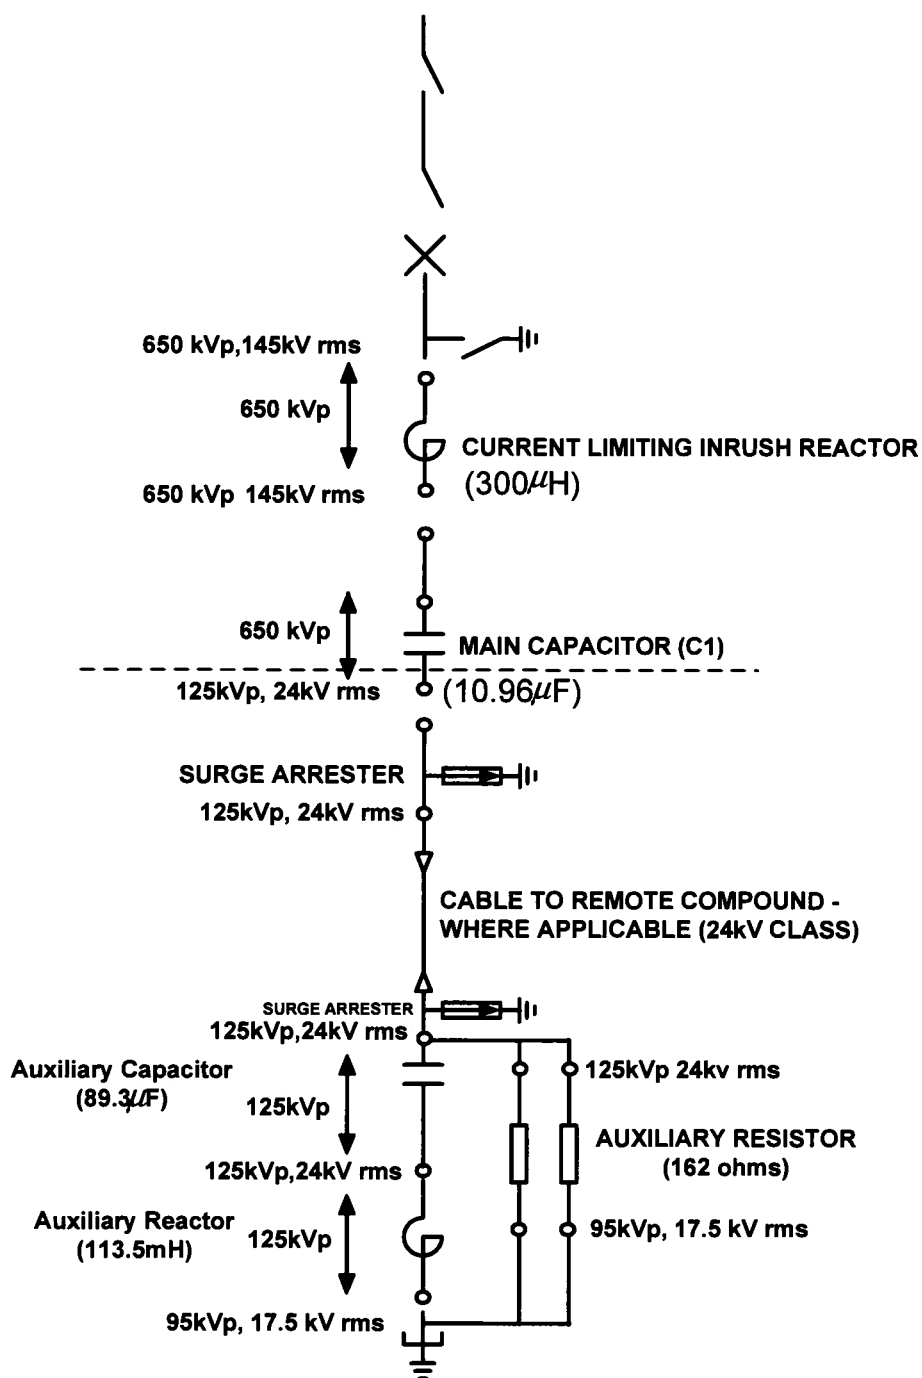 650 kVp,145kV rms
650 kVp
CURRENT LIMITING INRUSH REACTOR
(300μH)
650 kVp 145kV rms
650 kVp
MAIN CAPACITOR (C1)
125kVp, 24kV rms
(10.96μF)
SURGE ARRESTER
125kVp, 24kV rms
CABLE TO REMOTE COMPOUND -
WHERE APPLICABLE (24kV CLASS)
SURGE ARRESTER
125kVp,24kV rms
Auxiliary Capacitor
(89.3μF)
125kVp
125kVp 24kv rms
AUXILIARY RESISTOR
(162 ohms)
125kVp,24kV rms
Auxiliary Reactor
(113.5mH)
125kVp
95kVp, 17.5 kV rms
95kVp, 17.5 kV rms